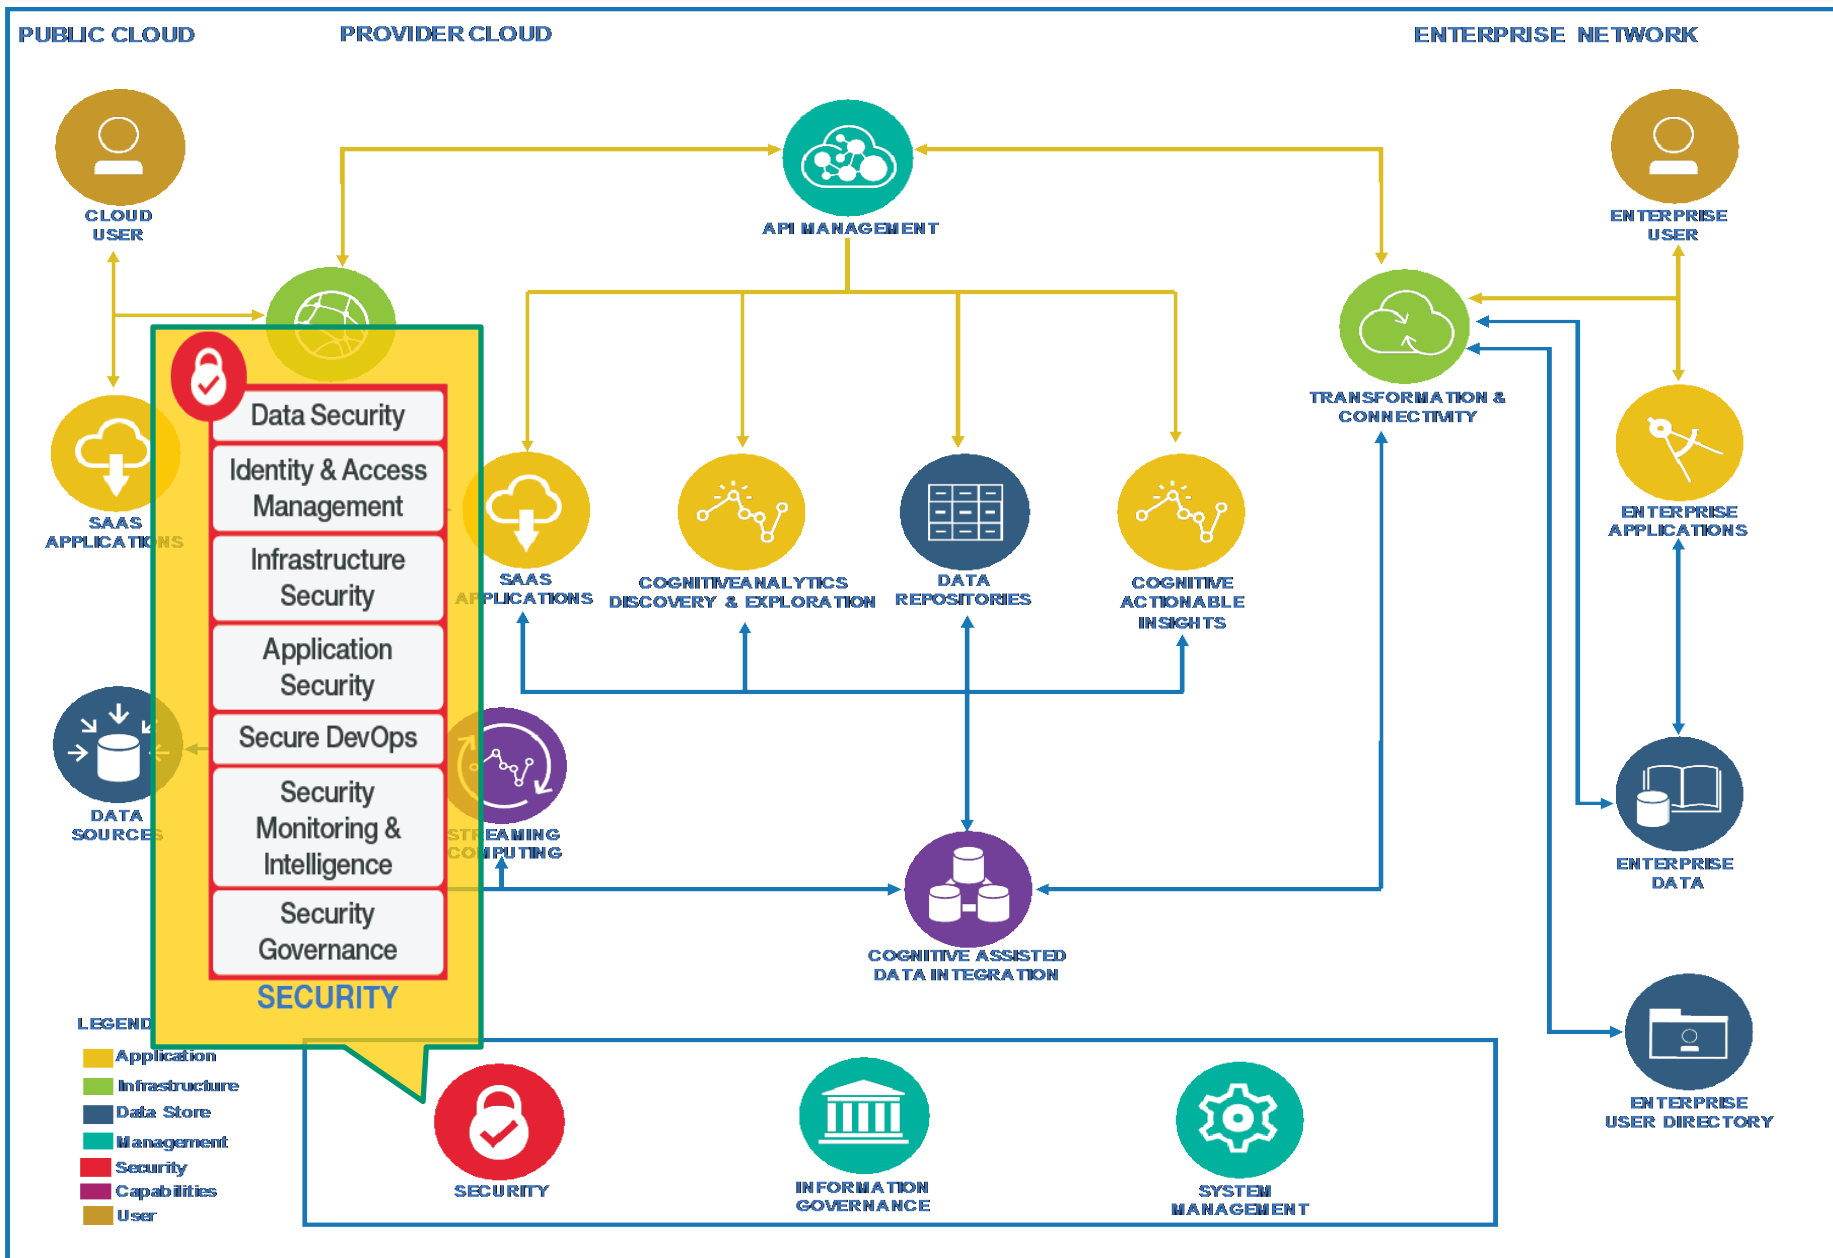 PUBLIC CLOUD
PROVIDER CLOUD
ENTERPRISE NETWORK
CLOUD
USER
API MANAGEMENT
ENTERPRISE
USER
TRANSFORMATION &
CONNECTIVITY
SAAS
APPLICATIONS
Data Security
Identity & Access
Management
Infrastructure
Security
Application
Security
Secure DevOps
Security
Monitoring &
Intelligence
Security
Governance
SECURITY
SAAS
APPLICATIONS
COGNITIVE ANALYTICS
DISCOVERY & EXPLORATION
DATA
REPOSITORIES
COGNITIVE
ACTIONABLE
INSIGHTS
ENTERPRISE
APPLICATIONS
DATA
SOURCES
STREAMING
COMPUTING
COGNITIVE ASSISTED
DATA INTEGRATION
ENTERPRISE
DATA
ENTERPRISE
USER DIRECTORY
LEGEND
Application
Infrastructure
Data Store
Management
Security
Capabilities
User
SECURITY
INFORMATION
GOVERNANCE
SYSTEM
MANAGEMENT